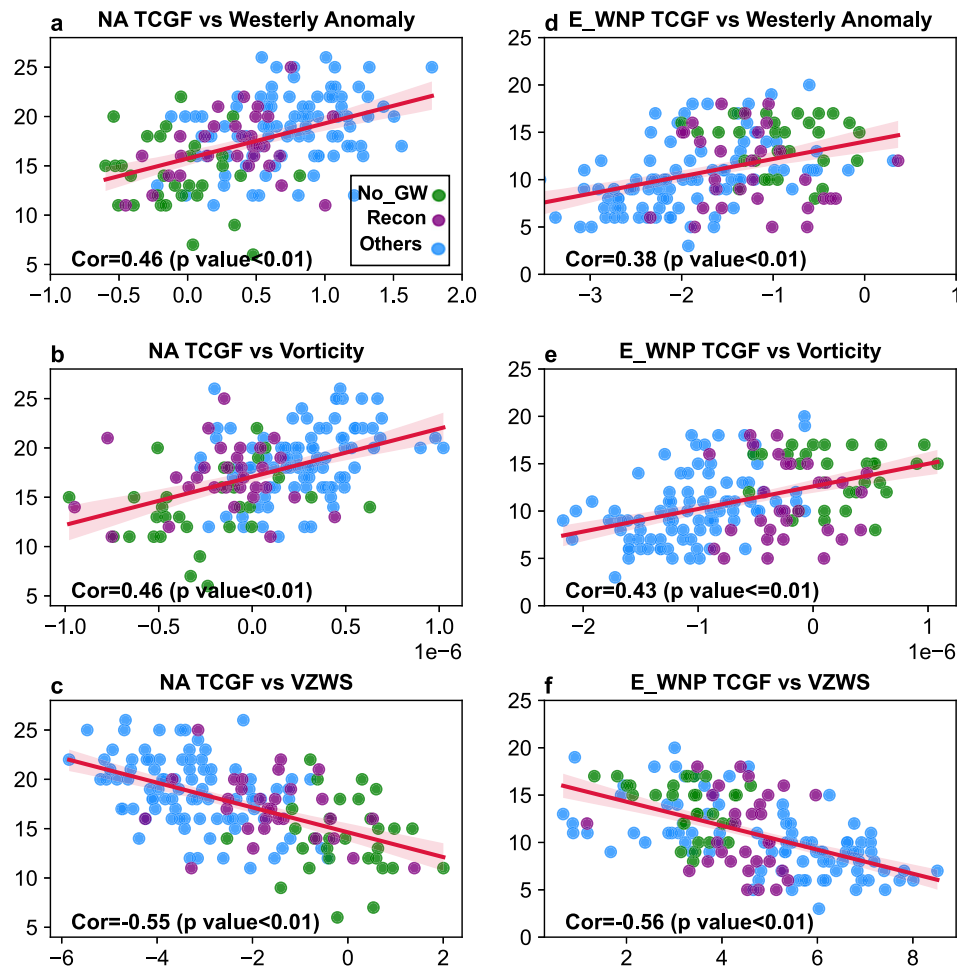 a NA TCGF vs Westerly Anomaly
25
20
15
10
5
No_GW
Recon
Others
Cor=0.46 (p value<0.01)
−1.0 −0.5 0.0 0.5 1.0 1.5 2.0
d E_WNP TCGF vs Westerly Anomaly
25
20
15
10
5
0
Cor=0.38 (p value<0.01)
−3 −2 −1 0 1
b NA TCGF vs Vorticity
25
20
15
10
5
Cor=0.46 (p value<0.01)
−1.0 −0.5 0.0 0.5 1.0
1e−6
e E_WNP TCGF vs Vorticity
25
20
15
10
5
0
Cor=0.43 (p value<=0.01)
−2 −1 0 1
1e−6
c NA TCGF vs VZWS
25
20
15
10
5
Cor=-0.55 (p value<0.01)
−6 −4 −2 0 2
f E_WNP TCGF vs VZWS
25
20
15
10
5
0
Cor=-0.56 (p value<0.01)
2 4 6 8